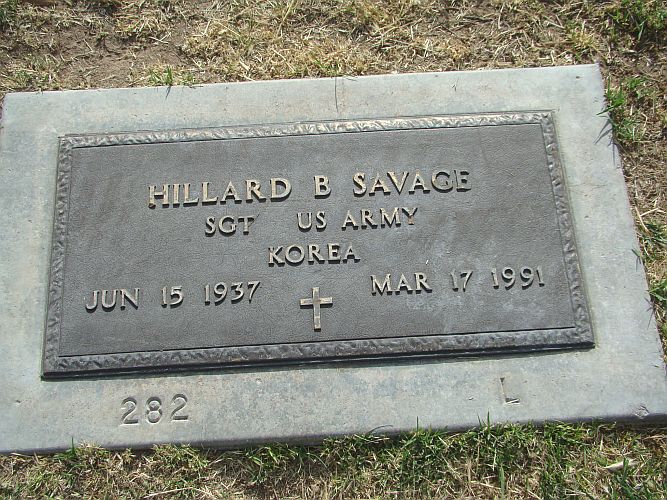 HILLARD B SAVAGE
SGT US ARMY
KOREA
JUN 15 1937 MAR 17 1991
282 L